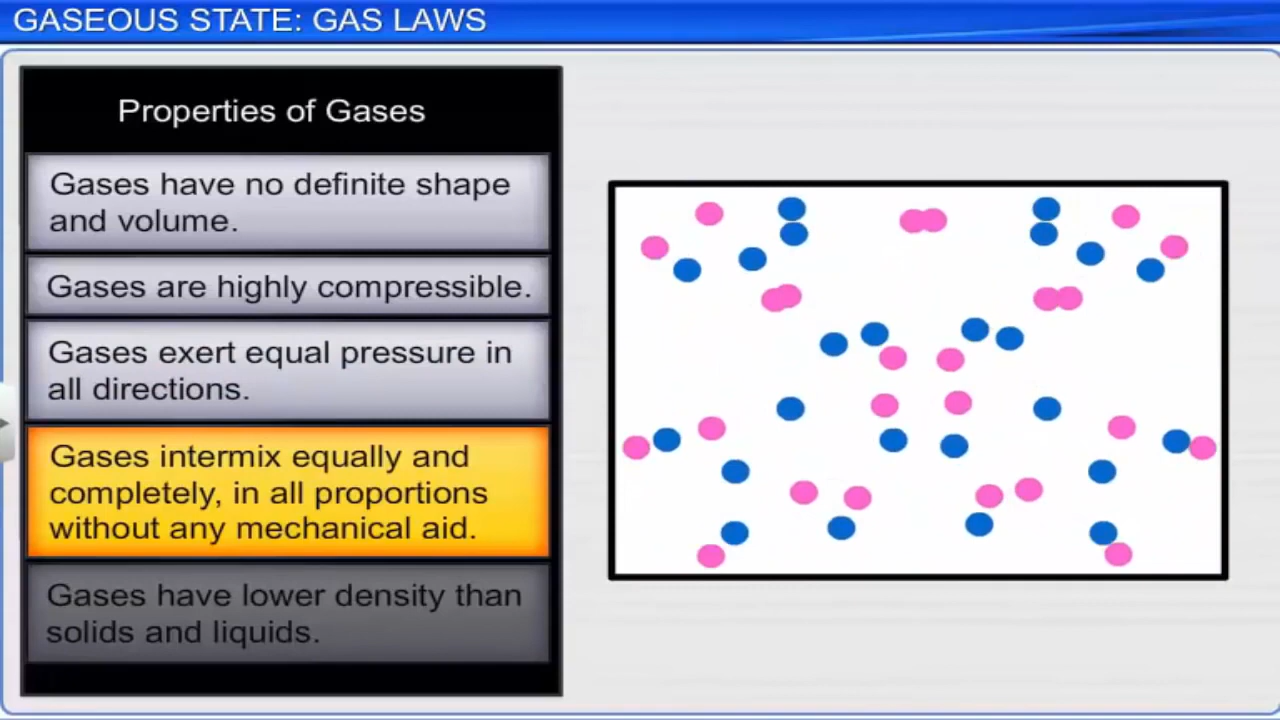 GASEOUS STATE: GAS LAWS
Properties of Gases
Gases have no definite shape
and volume.
Gases are highly compressible.
Gases exert equal pressure in
all directions.
Gases intermix equally and
completely, in all proportions
without any mechanical aid.
Gases have lower density than
solids and liquids.